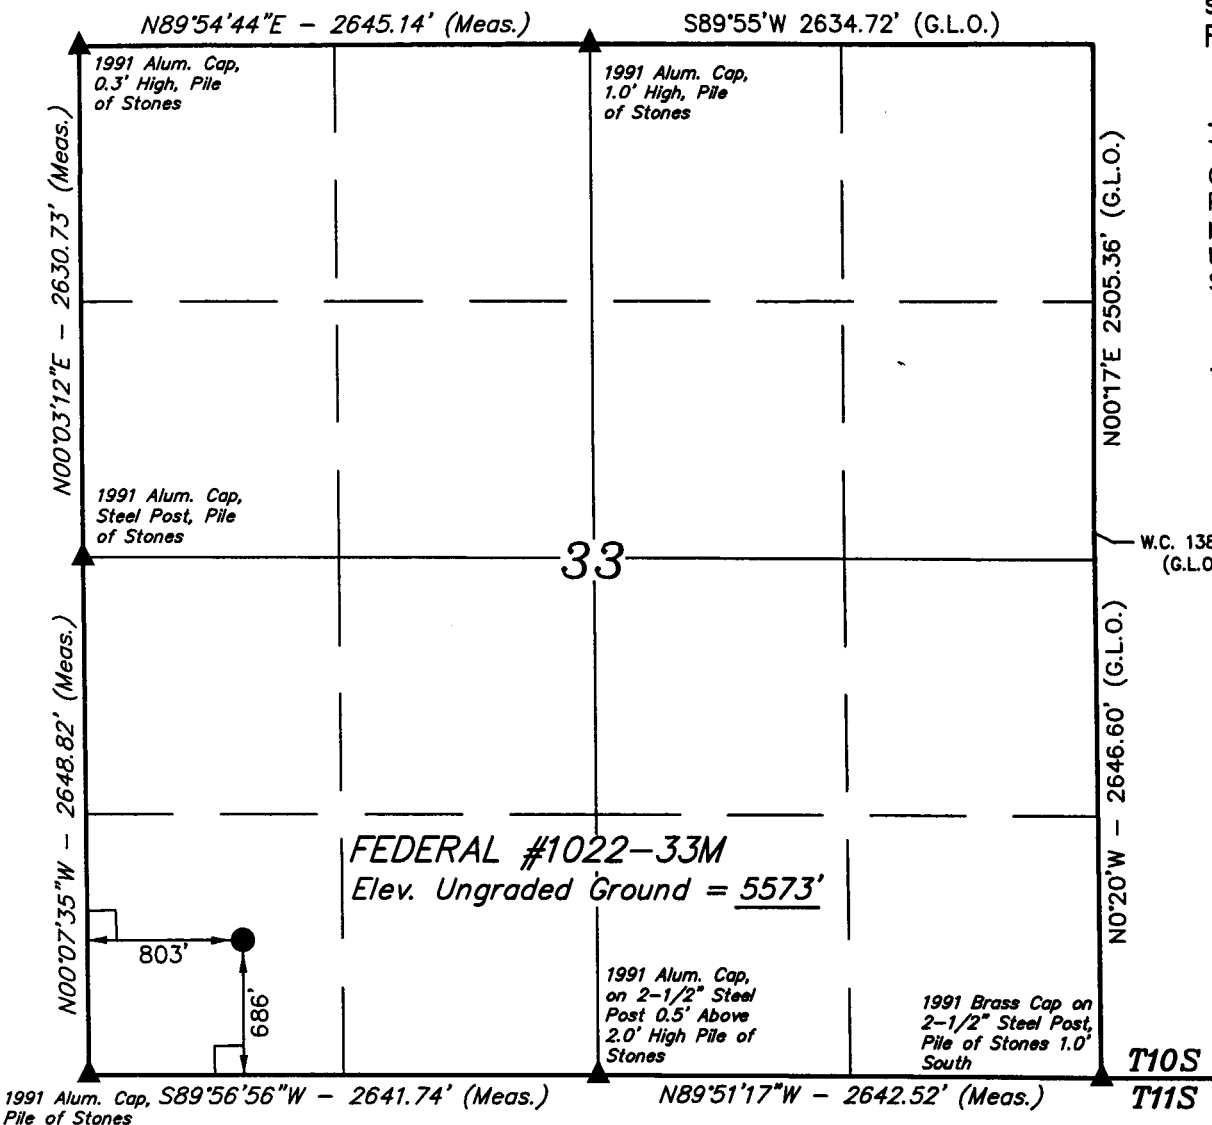 N89°54'44"E - 2645.14' (Meas.)
S89°55'W 2634.72' (G.L.O.)
1991 Alum. Cap,
0.3' High, Pile
of Stones
1991 Alum. Cap,
1.0' High, Pile
of Stones
N00°03'12"E - 2630.73' (Meas.)
N00°17'E 2505.36' (G.L.O.)
1991 Alum. Cap,
Steel Post, Pile
of Stones
33
W.C. 138
(G.L.O
N00°07'35"W - 2648.82' (Meas.)
N0°20'W - 2646.60' (G.L.O.)
FEDERAL #1022-33M
Elev. Ungraded Ground = 5573'
803'
686'
1991 Alum. Cap,
on 2-1/2" Steel
Post 0.5' Above
2.0' High Pile of
Stones
1991 Brass Cap on
2-1/2" Steel Post,
Pile of Stones 1.0'
South
T10S
T11S
1991 Alum. Cap,
Pile of Stones
S89°56'56"W - 2641.74' (Meas.)
N89°51'17"W - 2642.52' (Meas.)